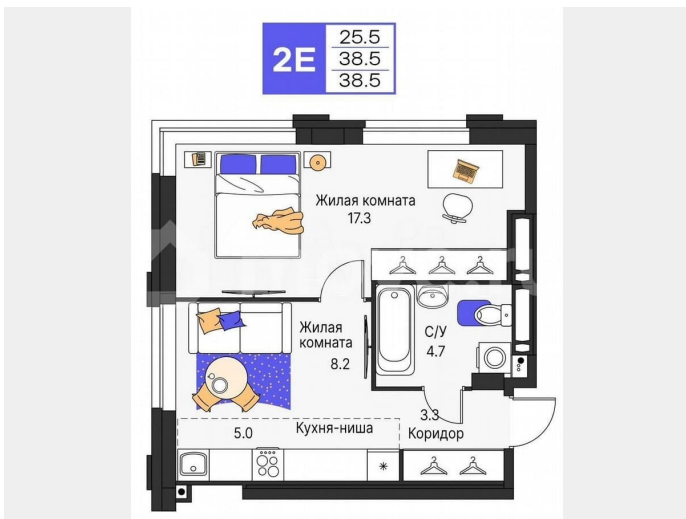 2E
25.5
38.5
38.5
Жилая комната
17.3
Жилая
комната
8.2
С/У
4.7
3.3
Коридор
Кухня-ниша
5.0